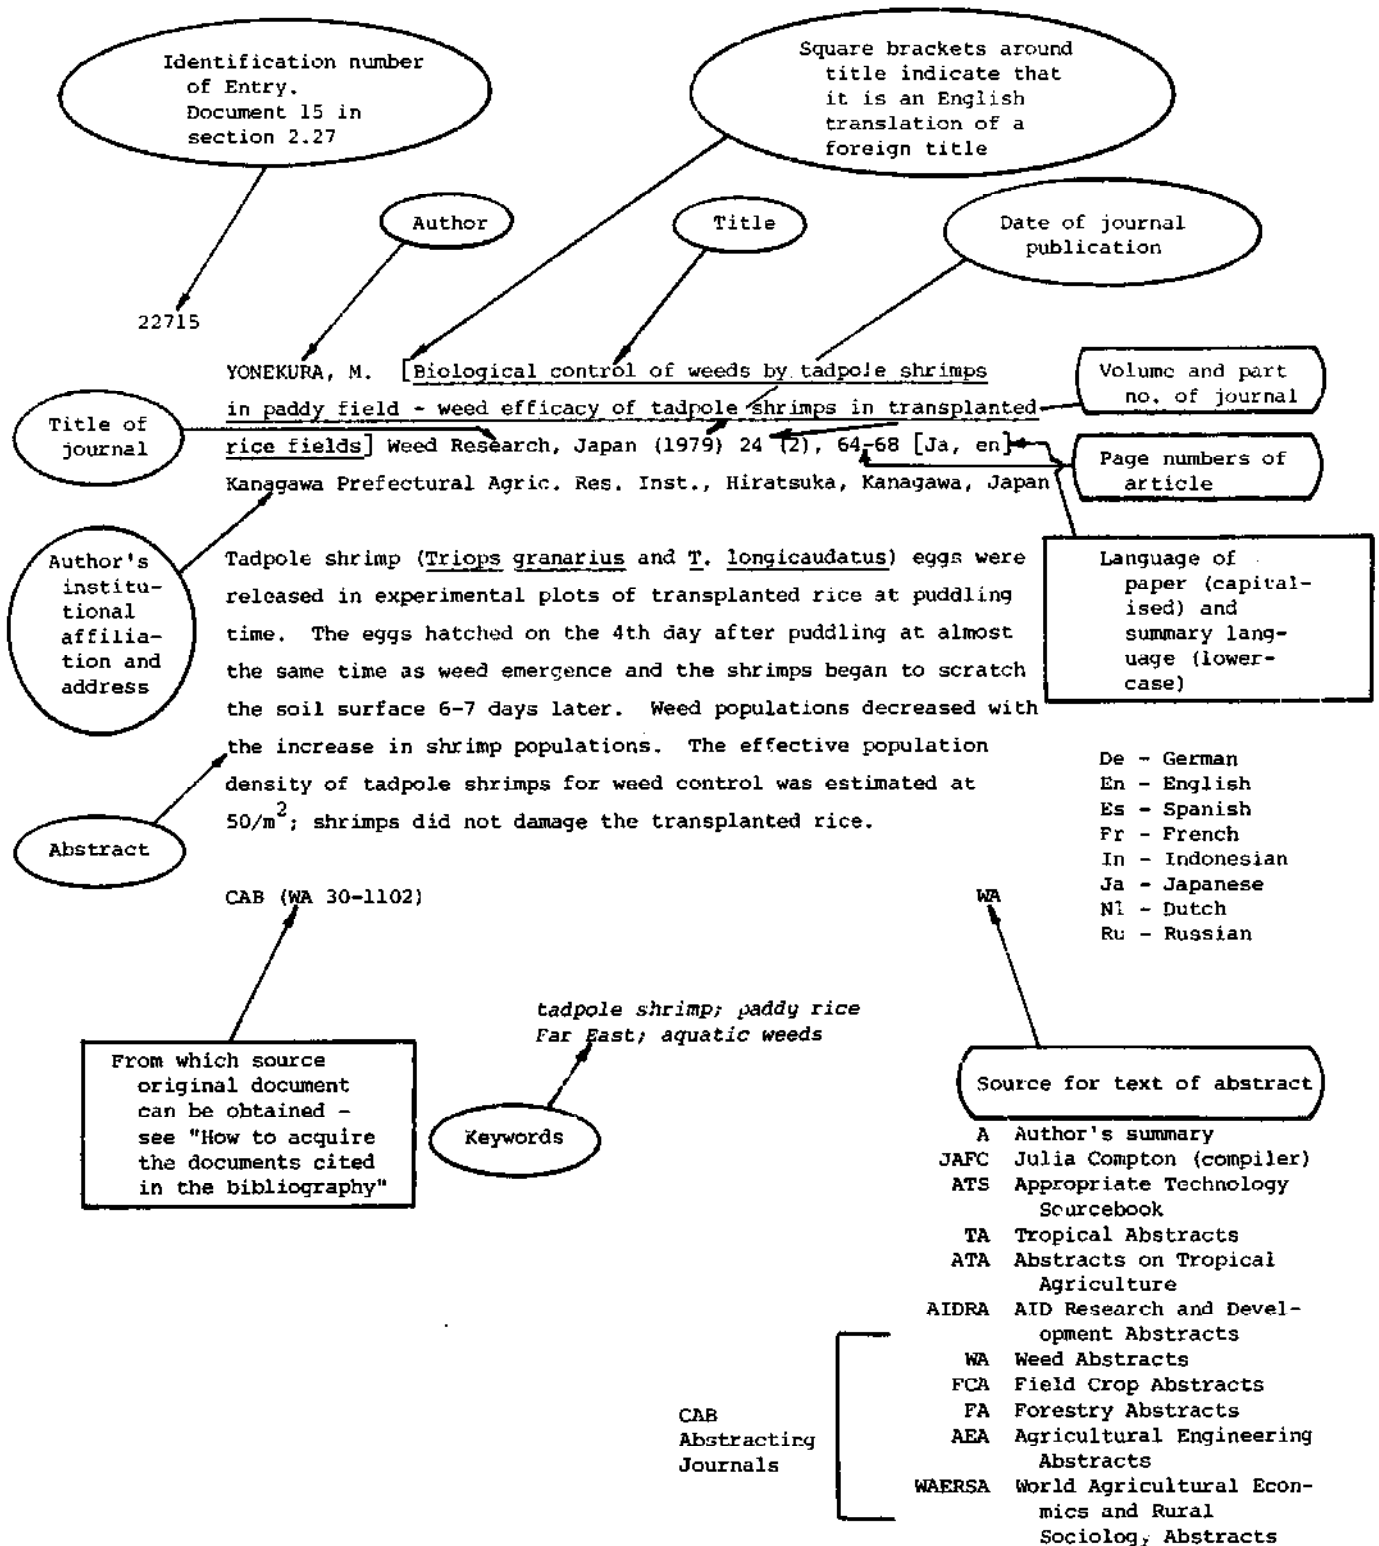 Identification number
of Entry.
Document 15 in
section 2.27
Square brackets around
title indicate that
it is an English
translation of a
foreign title
Author
Title
Date of journal
publication
22715
YONEKURA, M. [Biological control of weeds by tadpole shrimps
in paddy field - weed efficacy of tadpole shrimps in transplanted
rice fields] Weed Research, Japan (1979) 24 (2), 64-68 [Ja, en]
Kanagawa Prefectural Agric. Res. Inst., Hiratsuka, Kanagawa, Japan
Volume and part
no. of journal
Title of
journal
Page numbers of
article
Author's
institu-
tional
affilia-
tion and
address
Tadpole shrimp (Triops granarius and T. longicaudatus) eggs were
released in experimental plots of transplanted rice at puddling
time. The eggs hatched on the 4th day after puddling at almost
the same time as weed emergence and the shrimps began to scratch
the soil surface 6-7 days later. Weed populations decreased with
the increase in shrimp populations. The effective population
density of tadpole shrimps for weed control was estimated at
50/m2; shrimps did not damage the transplanted rice.
Language of
paper (capital-
ised) and
summary lang-
uage (lower-
case)
Abstract
De - German
En - English
Es - Spanish
Fr - French
In - Indonesian
Ja - Japanese
Nl - Dutch
Ru - Russian
CAB (WA 30-1102)
WA
tadpole shrimp; paddy rice
Far East; aquatic weeds
From which source
original document
can be obtained -
see "How to acquire
the documents cited
in the bibliography"
Keywords
Source for text of abstract
A Author's summary
JAFC Julia Compton (compiler)
ATS Appropriate Technology
Sourcebook
TA Tropical Abstracts
ATA Abstracts on Tropical
Agriculture
AIDRA AID Research and Devel-
opment Abstracts
WA Weed Abstracts
FCA Field Crop Abstracts
FA Forestry Abstracts
AEA Agricultural Engineering
Abstracts
WAERSA World Agricultural Econ-
mics and Rural
Sociology Abstracts
CAB
Abstracting
Journals